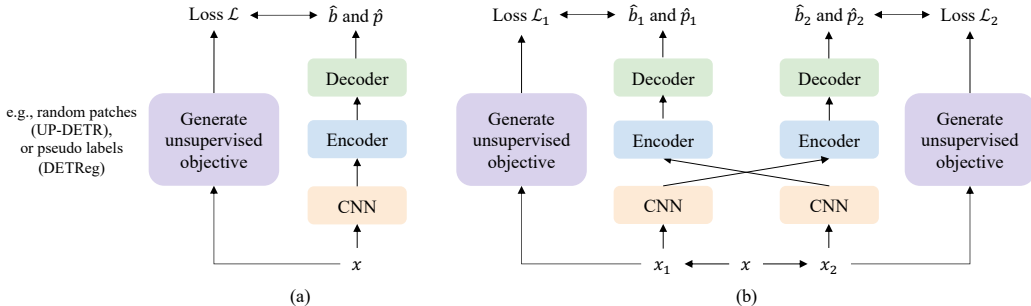 Loss ℒ
b̂ and p̂
Decoder
e.g., random patches
(UP-DETR),
or pseudo labels
(DETReg)
Generate
unsupervised
objective
Encoder
CNN
x
(a)
Loss ℒ₁
b̂₁ and p̂₁
b̂₂ and p̂₂
Loss ℒ₂
Decoder
Decoder
Generate
unsupervised
objective
Encoder
Encoder
Generate
unsupervised
objective
CNN
CNN
x₁
x
x₂
(b)